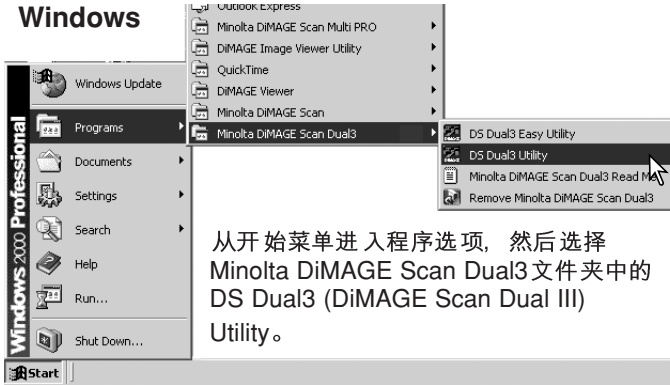 Windows
Outlook Express
Minolta DiMAGE Scan Multi PRO
DiMAGE Image Viewer Utility
QuickTime
DiMAGE Viewer
Minolta DiMAGE Scan
Minolta DiMAGE Scan Dual3
DS Dual3 Easy Utility
DS Dual3 Utility
Minolta DiMAGE Scan Dual3 Read Me
Remove Minolta DiMAGE Scan Dual3
Windows Update
Programs
Documents
Settings
Search
Help
Run...
Shut Down...
Windows 2000 Professional
Start
从开始菜单进入程序选项, 然后选择
Minolta DiMAGE Scan Dual3文件夹中的
DS Dual3 (DiMAGE Scan Dual III)
Utility。